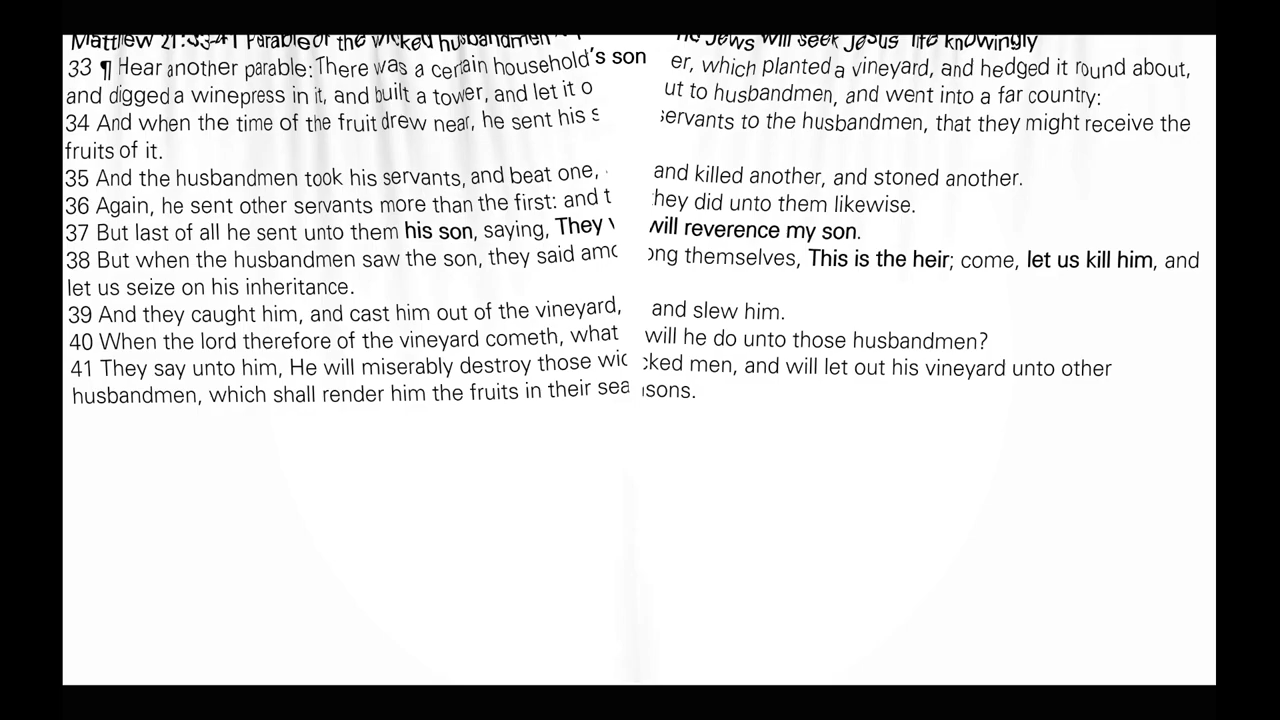 Matthew 21:33-41 Parable of the wicked husbandmen Jews will seek Jesus' life knowingly
33 ¶ Hear another parable: There was a certain household's son er, which planted a vineyard, and hedged it round about,
and digged a winepress in it, and built a tower, and let it out to husbandmen, and went into a far country:
34 And when the time of the fruit drew near, he sent his servants to the husbandmen, that they might receive the
fruits of it.
35 And the husbandmen took his servants, and beat one, and killed another, and stoned another.
36 Again, he sent other servants more than the first: and they did unto them likewise.
37 But last of all he sent unto them his son, saying, They will reverence my son.
38 But when the husbandmen saw the son, they said among themselves, This is the heir; come, let us kill him, and
let us seize on his inheritance.
39 And they caught him, and cast him out of the vineyard, and slew him.
40 When the lord therefore of the vineyard cometh, what will he do unto those husbandmen?
41 They say unto him, He will miserably destroy those wicked men, and will let out his vineyard unto other
husbandmen, which shall render him the fruits in their seasons.